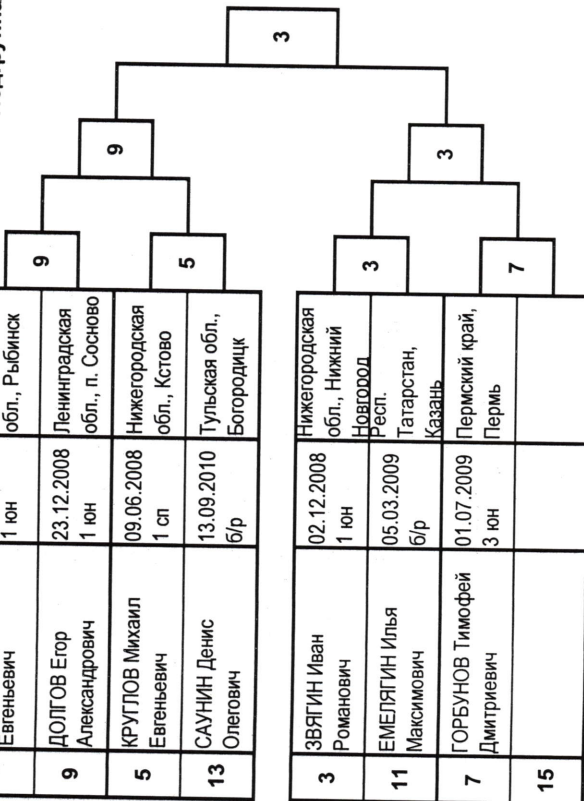 Евгеньевич
1 юн
обл., Рыбинск
9
ДОЛГОВ Егор
Александрович
23.12.2008
1 юн
Ленинградская
обл., п. Сосново
5
КРУГЛОВ Михаил
Евгеньевич
09.06.2008
1 сп
Нижегородская
обл., Кстово
13
САУНИН Денис
Олегович
13.09.2010
б/р
Тульская обл.,
Богородицк
3
ЗВЯГИН Иван
Романович
02.12.2008
1 юн
Нижегородская
обл., Нижний
Новгород
11
ЕМЕЛЯГИН Илья
Максимович
05.03.2009
б/р
Респ.
Татарстан,
Казань
7
ГОРБУНОВ Тимофей
Дмитриевич
01.07.2009
3 юн
Пермский край,
Пермь
15
9
5
3
7
9
3
3